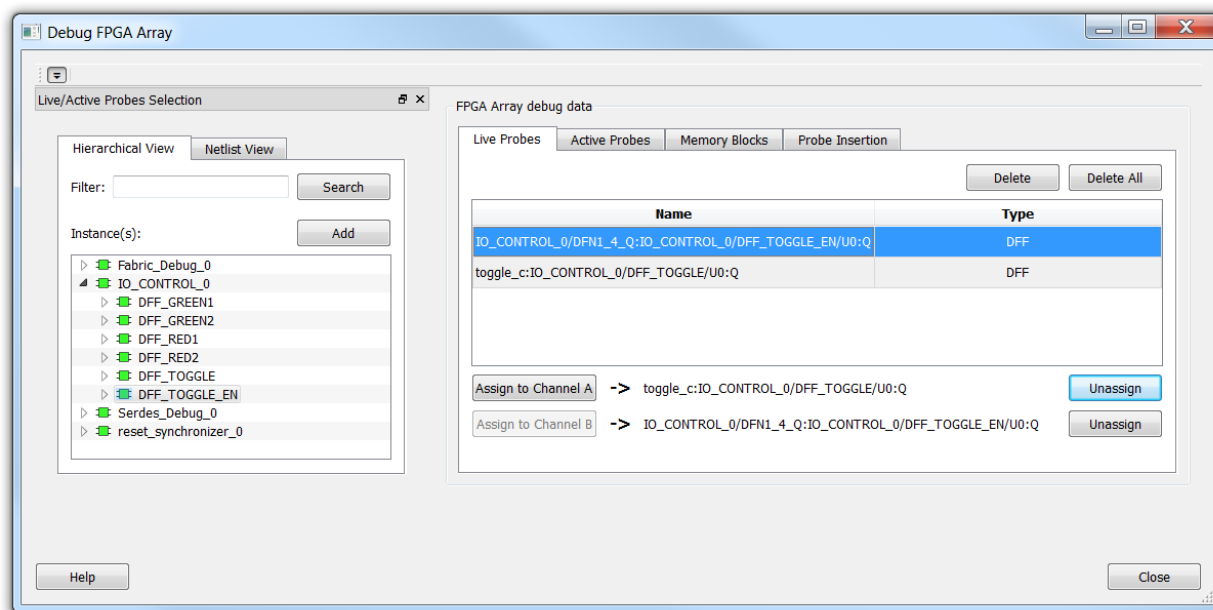 Debug FPGA Array
Live/Active Probes Selection
Hierarchical View Netlist View
Filter: Search
Instance(s): Add
Fabric_Debug_0
IO_CONTROL_0
DFF_GREEN1
DFF_GREEN2
DFF_RED1
DFF_RED2
DFF_TOGGLE
DFF_TOGGLE_EN
Serdes_Debug_0
reset_synchronizer_0
FPGA Array debug data
Live Probes Active Probes Memory Blocks Probe Insertion
Delete Delete All
Name Type
IO_CONTROL_0/DFN1_4_Q:IO_CONTROL_0/DFF_TOGGLE_EN/U0:Q DFF
toggle_c:IO_CONTROL_0/DFF_TOGGLE/U0:Q DFF
Assign to Channel A -> toggle_c:IO_CONTROL_0/DFF_TOGGLE/U0:Q Unassign
Assign to Channel B -> IO_CONTROL_0/DFN1_4_Q:IO_CONTROL_0/DFF_TOGGLE_EN/U0:Q Unassign
Help Close